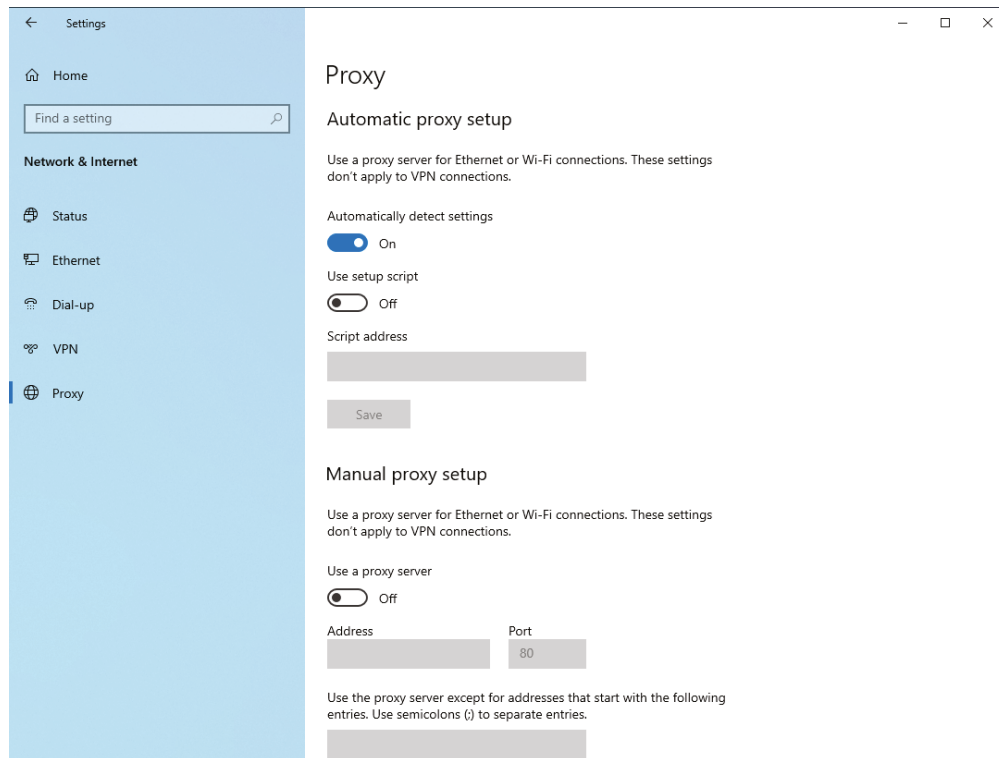 Settings
Home
Find a setting
Network & Internet
Status
Ethernet
Dial-up
VPN
Proxy
Proxy
Automatic proxy setup
Use a proxy server for Ethernet or Wi-Fi connections. These settings
don't apply to VPN connections.
Automatically detect settings
On
Use setup script
Off
Script address
Save
Manual proxy setup
Use a proxy server for Ethernet or Wi-Fi connections. These settings
don't apply to VPN connections.
Use a proxy server
Off
Address Port
80
Use the proxy server except for addresses that start with the following
entries. Use semicolons (;) to separate entries.